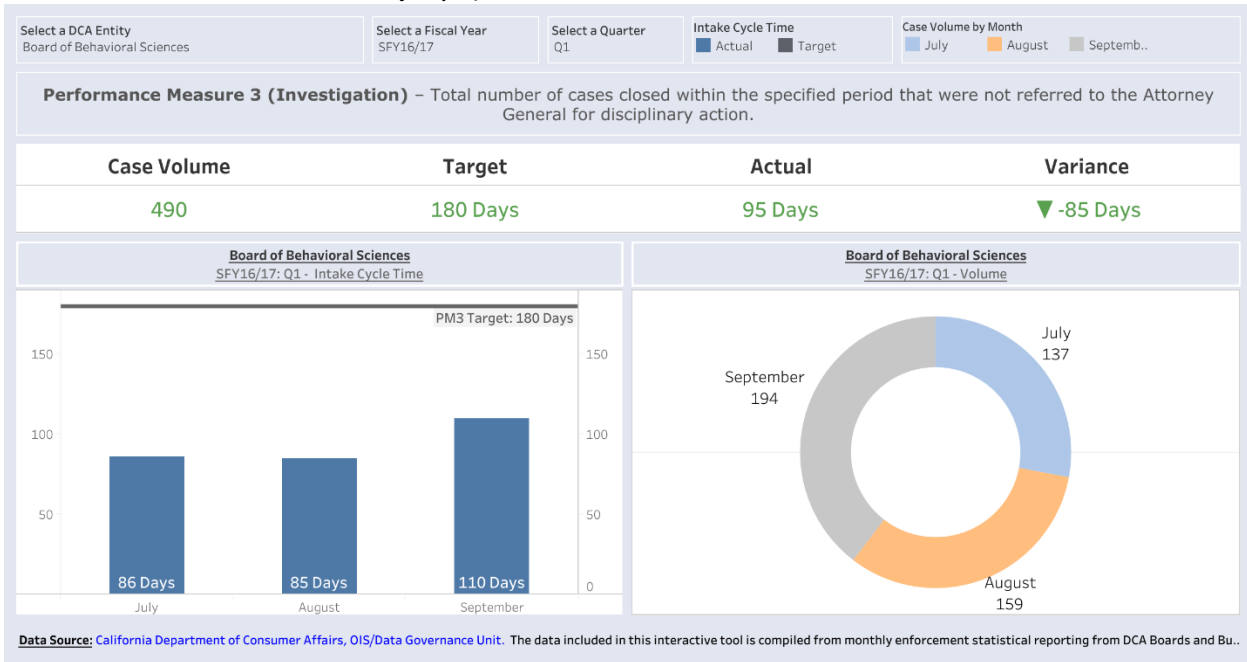 Select a DCA Entity
Board of Behavioral Sciences
Select a Fiscal Year
SFY16/17
Select a Quarter
Q1
Intake Cycle Time
Actual Target
Case Volume by Month
July August Septemb..
Performance Measure 3 (Investigation) – Total number of cases closed within the specified period that were not referred to the Attorney
General for disciplinary action.
Case Volume Target Actual Variance
490 180 Days 95 Days ▼ -85 Days
Board of Behavioral Sciences
SFY16/17: Q1 - Intake Cycle Time
PM3 Target: 180 Days
150 150
100 100
50 50
0
86 Days 85 Days 110 Days
July August September
Board of Behavioral Sciences
SFY16/17: Q1 - Volume
July
137
September
194
August
159
Data Source: California Department of Consumer Affairs, OIS/Data Governance Unit. The data included in this interactive tool is compiled from monthly enforcement statistical reporting from DCA Boards and Bu..